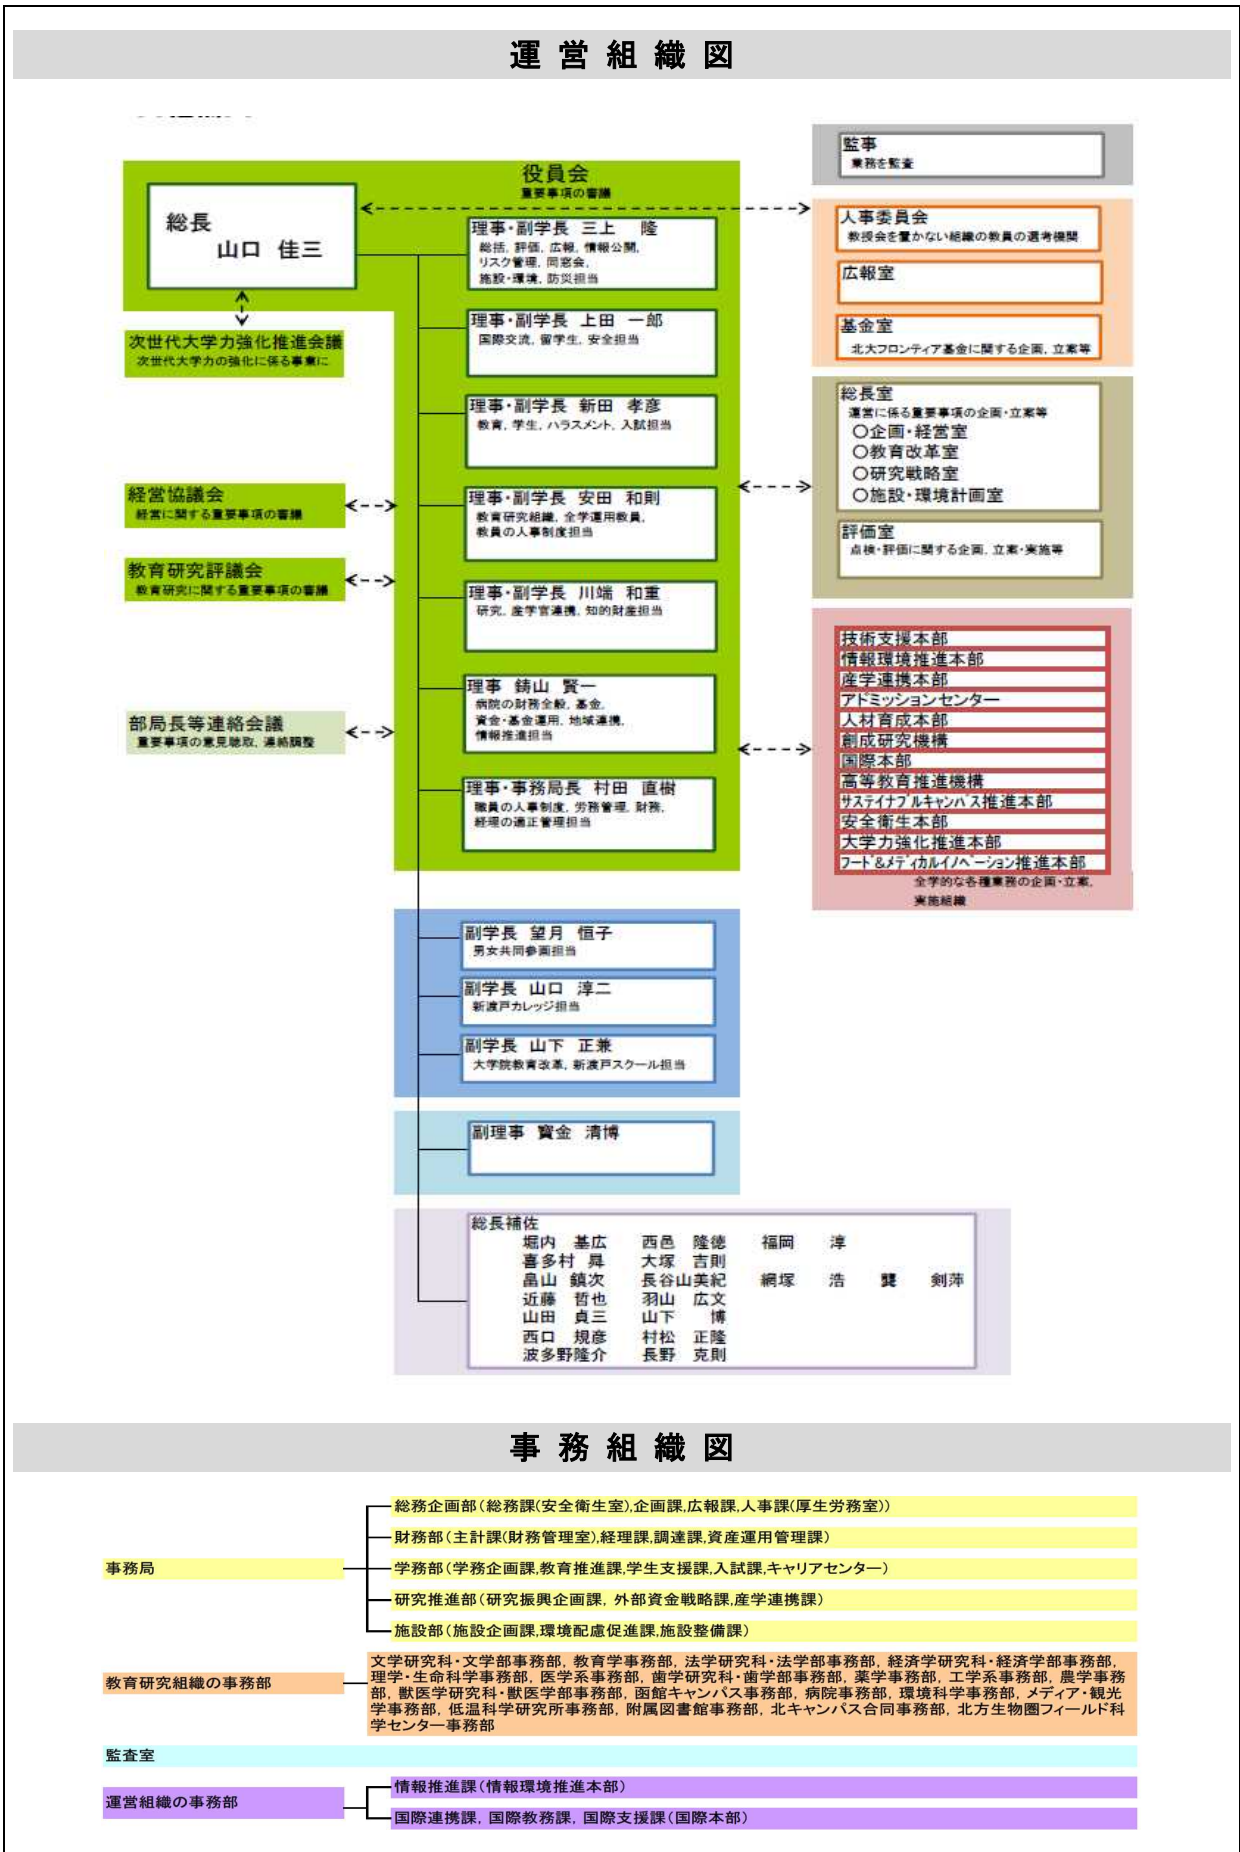 運営組織図
役員会
重要事項の審議
総長
山口 佳三
理事・副学長 三上 隆
総括, 評価, 広報, 情報公開,
リスク管理, 同窓会,
施設・環境, 防災担当
理事・副学長 上田 一郎
国際交流, 留学生, 安全担当
理事・副学長 新田 孝彦
教育, 学生, ハラスメント, 入試担当
理事・副学長 安田 和則
教育研究組織, 全学運用教員,
教員の人事制度担当
理事・副学長 川端 和重
研究, 産学官連携, 知的財産担当
理事 鋳山 賢一
病院の財務全般, 基金,
資金・基金運用, 地域連携,
情報推進担当
理事・事務局長 村田 直樹
職員の人事制度, 労務管理, 財務,
経理の適正管理担当
次世代大学力強化推進会議
次世代大学力の強化に係る事業に
経営協議会
経営に関する重要事項の審議
教育研究評議会
教育研究に関する重要事項の審議
部局長等連絡会議
重要事項の意見聴取, 連絡調整
監事
業務を監査
人事委員会
教授会を置かない組織の教員の選考機関
広報室
基金室
北大フロンティア基金に関する企画, 立案等
総長室
運営に係る重要事項の企画・立案等
○企画・経営室
○教育改革室
○研究戦略室
○施設・環境計画室
評価室
点検・評価に関する企画, 立案・実施等
技術支援本部
情報環境推進本部
産学連携本部
アドミッションセンター
人材育成本部
創成研究機構
国際本部
高等教育推進機構
サステイナブルキャンパス推進本部
安全衛生本部
大学力強化推進本部
フード&メディカルイノベーション推進本部
全学的な各種業務の企画・立案,
実施組織
副学長 望月 恒子
男女共同参画担当
副学長 山口 淳二
新渡戸カレッジ担当
副学長 山下 正兼
大学院教育改革, 新渡戸スクール担当
副理事 寳金 清博
総長補佐
堀内 基広 西邑 隆徳 福岡 淳
喜多村 曻 大塚 吉則
畠山 鎮次 長谷山美紀 網塚 浩 龔 剣萍
近藤 哲也 羽山 広文
山田 貞三 山下 博
西口 規彦 村松 正隆
波多野隆介 長野 克則
事務組織図
事務局
総務企画部(総務課(安全衛生室),企画課,広報課,人事課(厚生労務室))
財務部(主計課(財務管理室),経理課,調達課,資産運用管理課)
学務部(学務企画課,教育推進課,学生支援課,入試課,キャリアセンター)
研究推進部(研究振興企画課, 外部資金戦略課,産学連携課)
施設部(施設企画課,環境配慮促進課,施設整備課)
教育研究組織の事務部
文学研究科・文学部事務部, 教育学事務部, 法学研究科・法学部事務部, 経済学研究科・経済学部事務部,
理学・生命科学事務部, 医学系事務部, 歯学研究科・歯学部事務部, 薬学事務部, 工学系事務部, 農学事務
部, 獣医学研究科・獣医学部事務部, 函館キャンパス事務部, 病院事務部, 環境科学事務部, メディア・観光
学事務部, 低温科学研究所事務部, 附属図書館事務部, 北キャンパス合同事務部, 北方生物圏フィールド科
学センター事務部
監査室
運営組織の事務部
情報推進課(情報環境推進本部)
国際連携課, 国際教務課, 国際支援課(国際本部)